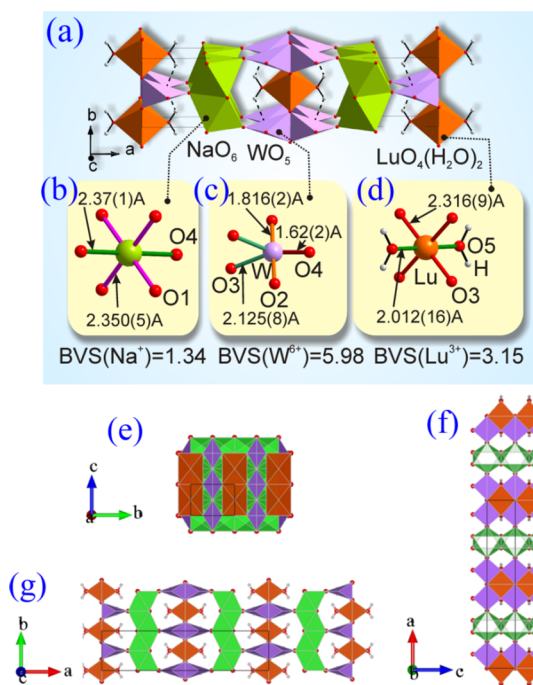 (a)
b
c
a
NaO6
WO5
LuO4(H2O)2
(b)
2.37(1)A
O4
O1
2.350(5)A
(c)
1.816(2)A
1.62(2)A
W
O4
O3
O2
2.125(8)A
(d)
2.316(9)A
O5
Lu
H
O3
2.012(16)A
BVS(Na⁺)=1.34
BVS(W⁶⁺)=5.98
BVS(Lu³⁺)=3.15
(e)
c
a
b
(f)
a
b
c
(g)
b
c
a